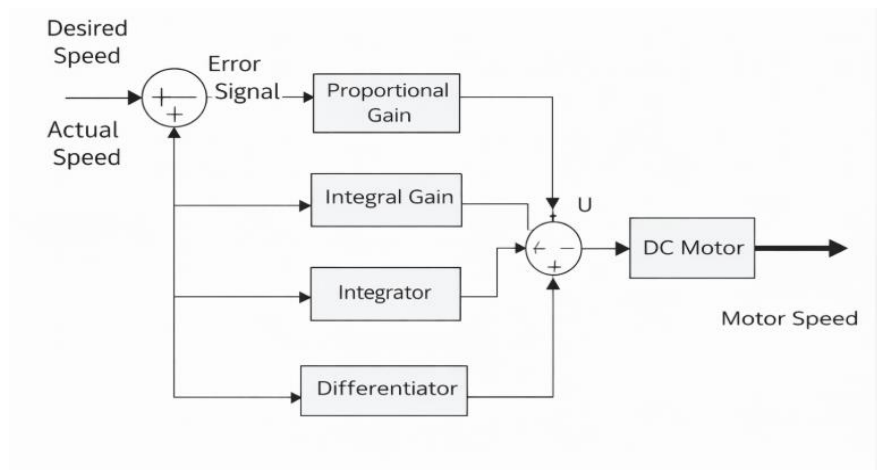 Desired
Speed
Error
Signal
+
+
Actual
Speed
Proportional
Gain
Integral Gain
U
+
-
+
DC Motor
Integrator
Motor Speed
Differentiator